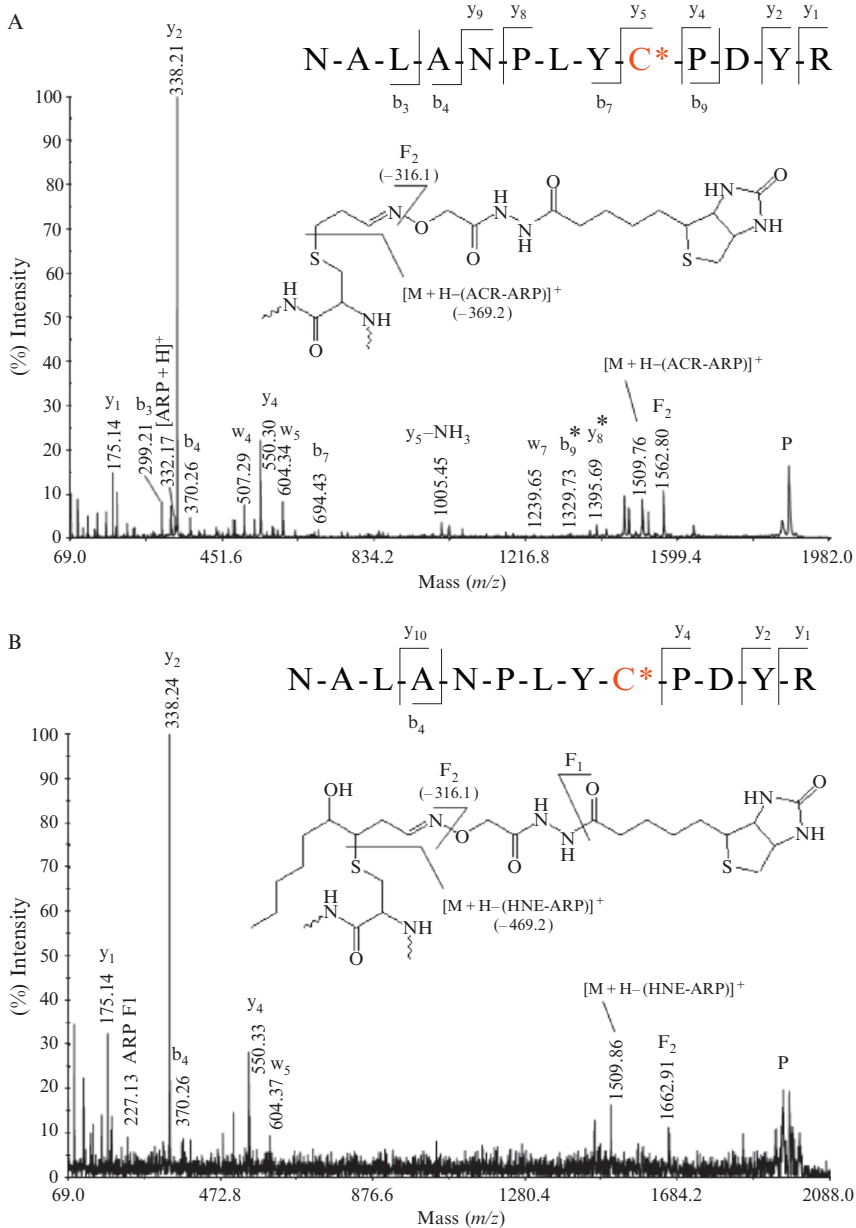 A
y₉ y₈ y₅ y₄ y₂ y₁
N-A-L-A-N-P-L-Y-C*-P-D-Y-R
b₃ b₄ b₇ b₉
y₂
338.21
100
90
80
70
60
50
40
30
20
10
0
(%) Intensity
F₂
(−316.1)
N
O
O
H
N
N
H
O
HN
O
NH
S
S
H
N
O
NH
[M + H–(ACR-ARP)]⁺
(−369.2)
y₁
175.14
b₃
299.21
332.17 [ARP + H]⁺
b₄
370.26
w₄
507.29
y₄
550.30
w₅
604.34
b₇
694.43
y₅–NH₃
1005.45
w₇
1239.65
b₉*
1329.73
y₈*
1395.69
[M + H–(ACR-ARP)]⁺
1509.76
F₂
1562.80
P
69.0 451.6 834.2 1216.8 1599.4 1982.0
Mass (m/z)
B
y₁₀ y₄ y₂ y₁
N-A-L-A-N-P-L-Y-C*-P-D-Y-R
b₄
y₂
338.24
100
90
80
70
60
50
40
30
20
10
0
(%) Intensity
OH
F₂
(−316.1)
F₁
N
O
O
H
N
N
H
O
HN
O
NH
S
S
H
N
O
NH
[M + H–(HNE-ARP)]⁺
(−469.2)
y₁
175.14
227.13 ARP F1
b₄
370.26
y₄
550.33
w₅
604.37
[M + H–(HNE-ARP)]⁺
1509.86
F₂
1662.91
P
69.0 472.8 876.6 1280.4 1684.2 2088.0
Mass (m/z)